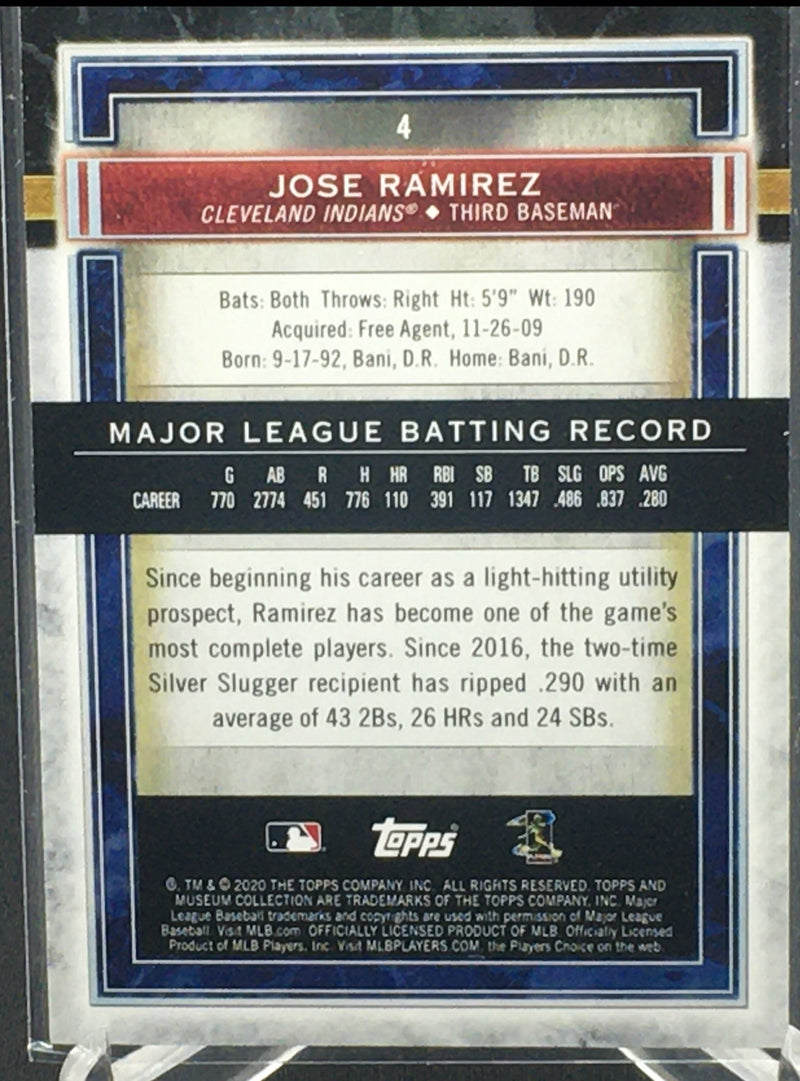 4
JOSE RAMIREZ
CLEVELAND INDIANS® ◆ THIRD BASEMAN
Bats: Both Throws: Right Ht: 5'9" Wt: 190
Acquired: Free Agent, 11-26-09
Born: 9-17-92, Bani, D.R. Home: Bani, D.R.
MAJOR LEAGUE BATTING RECORD
G AB R H HR RBI SB TB SLG OPS AVG
CAREER 770 2774 451 776 110 391 117 1347 .486 .837 .280
Since beginning his career as a light-hitting utility
prospect, Ramirez has become one of the game's
most complete players. Since 2016, the two-time
Silver Slugger recipient has ripped .290 with an
average of 43 2Bs, 26 HRs and 24 SBs.
Topps
®, TM & © 2020 THE TOPPS COMPANY, INC. ALL RIGHTS RESERVED. TOPPS AND
MUSEUM COLLECTION ARE TRADEMARKS OF THE TOPPS COMPANY, INC. Major
League Baseball trademarks and copyrights are used with permission of Major League
Baseball. Visit MLB.com OFFICIALLY LICENSED PRODUCT OF MLB. Officially Licensed
Product of MLB Players, Inc. Visit MLBPLAYERS.COM, the Players Choice on the web.